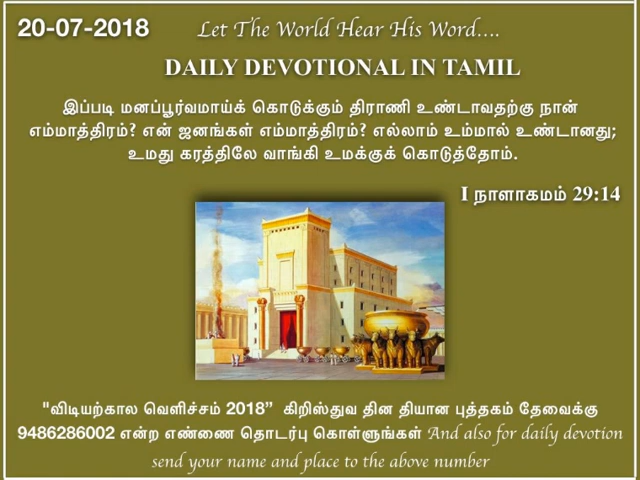 20-07-2018 Let The World Hear His Word....
DAILY DEVOTIONAL IN TAMIL
இப்படி மனப்பூர்வமாய்க் கொடுக்கும் திராணி உண்டாவதற்கு நான்
எம்மாத்திரம்? என் ஜனங்கள் எம்மாத்திரம்? எல்லாம் உம்மால் உண்டானது;
உமது கரத்திலே வாங்கி உமக்குக் கொடுத்தோம்.
I நாளாகமம் 29:14
"விடியற்கால வெளிச்சம் 2018” கிறிஸ்துவ தின தியான புத்தகம் தேவைக்கு
9486286002 என்ற எண்ணை தொடர்பு கொள்ளுங்கள் And also for daily devotion
send your name and place to the above number